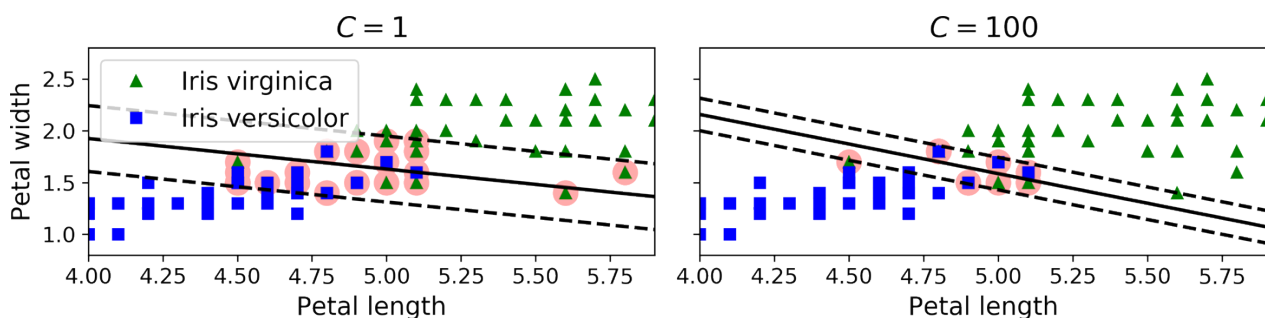 C = 1
Petal width
2.5
2.0
1.5
1.0
Iris virginica
Iris versicolor
4.00 4.25 4.50 4.75 5.00 5.25 5.50 5.75
Petal length
C = 100
4.00 4.25 4.50 4.75 5.00 5.25 5.50 5.75
Petal length